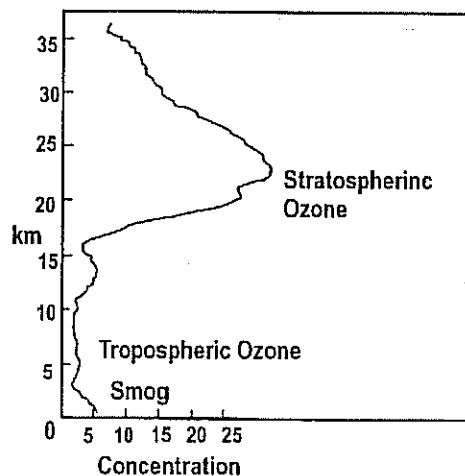 35
30
25
Stratospherinc
Ozone
20
km
15
10
Tropospheric Ozone
5
Smog
0
5 10 15 20 25
Concentration